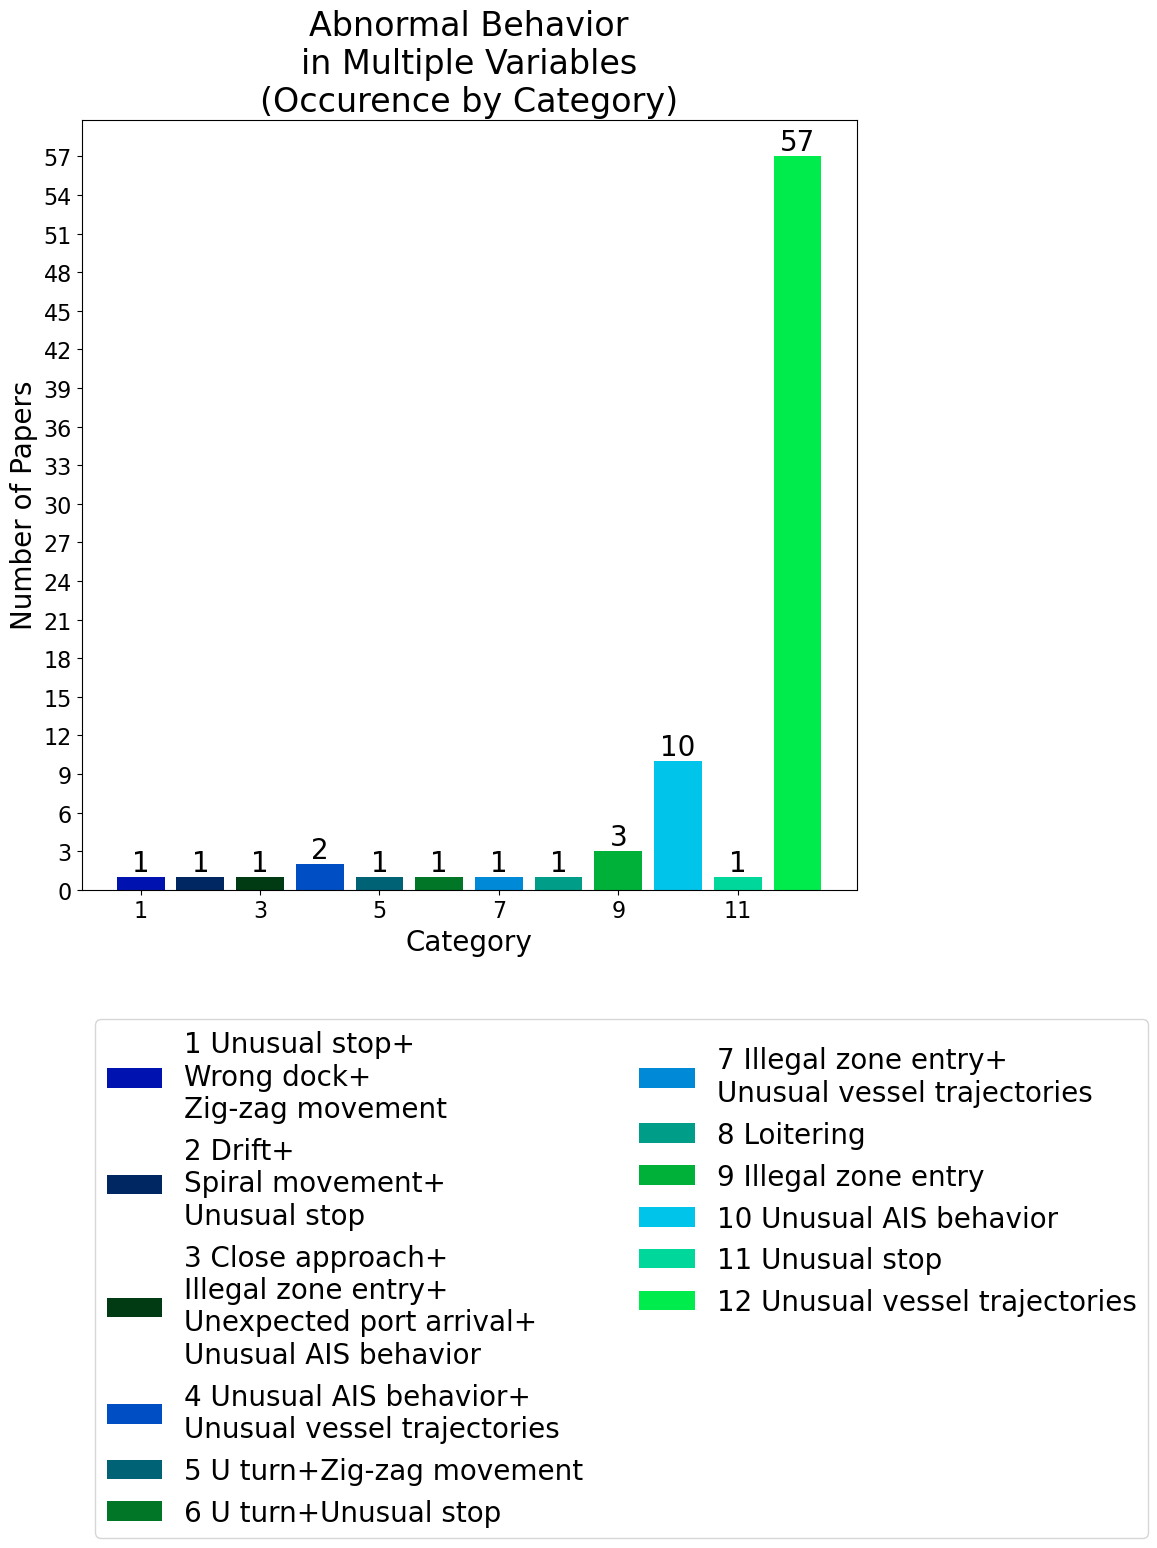 Abnormal Behavior
in Multiple Variables
(Occurence by Category)
57
54
51
48
45
42
39
36
33
30
27
24
21
18
15
12
9
6
3
0
Number of Papers
1
1
1
2
1
1
1
1
3
10
1
57
1
3
5
7
9
11
Category
1 Unusual stop+
Wrong dock+
Zig-zag movement
2 Drift+
Spiral movement+
Unusual stop
3 Close approach+
Illegal zone entry+
Unexpected port arrival+
Unusual AIS behavior
4 Unusual AIS behavior+
Unusual vessel trajectories
5 U turn+Zig-zag movement
6 U turn+Unusual stop
7 Illegal zone entry+
Unusual vessel trajectories
8 Loitering
9 Illegal zone entry
10 Unusual AIS behavior
11 Unusual stop
12 Unusual vessel trajectories